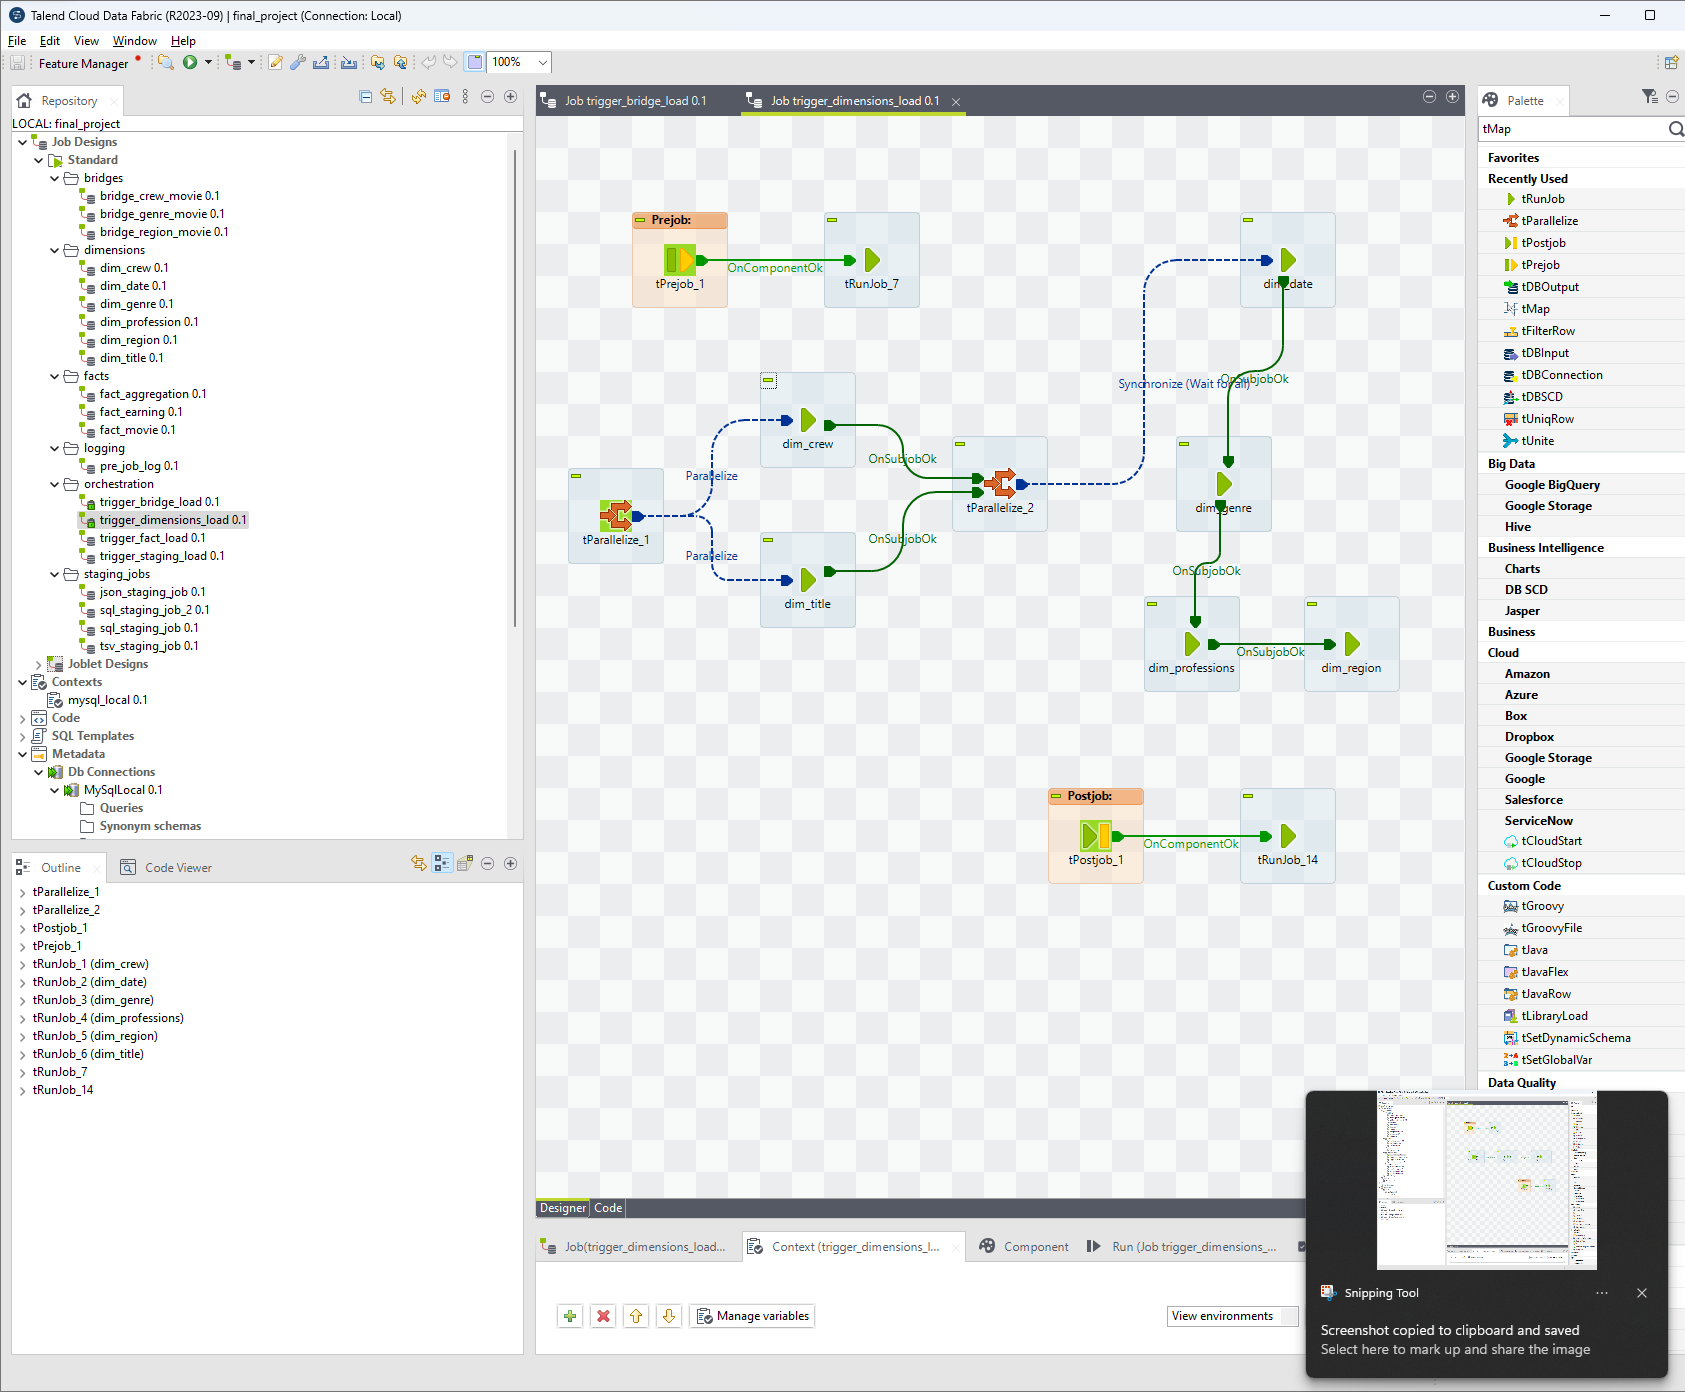 Talend Cloud Data Fabric (R2023-09) | final_project (Connection: Local)
File Edit View Window Help
Feature Manager
100%
Repository
LOCAL: final_project
Job Designs
Standard
bridges
bridge_crew_movie 0.1
bridge_genre_movie 0.1
bridge_region_movie 0.1
dimensions
dim_crew 0.1
dim_date 0.1
dim_genre 0.1
dim_profession 0.1
dim_region 0.1
dim_title 0.1
facts
fact_aggregation 0.1
fact_earning 0.1
fact_movie 0.1
logging
pre_job_log 0.1
orchestration
trigger_bridge_load 0.1
trigger_dimensions_load 0.1
trigger_fact_load 0.1
trigger_staging_load 0.1
staging_jobs
json_staging_job 0.1
sql_staging_job_2 0.1
sql_staging_job 0.1
tsv_staging_job 0.1
Joblet Designs
Contexts
mysql_local 0.1
Code
SQL Templates
Metadata
Db Connections
MySqlLocal 0.1
Queries
Synonym schemas
Outline
Code Viewer
tParallelize_1
tParallelize_2
tPostjob_1
tPrejob_1
tRunJob_1 (dim_crew)
tRunJob_2 (dim_date)
tRunJob_3 (dim_genre)
tRunJob_4 (dim_professions)
tRunJob_5 (dim_region)
tRunJob_6 (dim_title)
tRunJob_7
tRunJob_14
Job trigger_bridge_load 0.1
Job trigger_dimensions_load 0.1
Prejob:
tPrejob_1
OnComponentOk
tRunJob_7
dim_date
Synchronize (Wait for all)
OnSubjobOk
dim_crew
Parallelize
OnSubjobOk
tParallelize_1
tParallelize_2
dim_genre
Parallelize
OnSubjobOk
dim_title
OnSubjobOk
dim_professions
OnSubjobOk
dim_region
Postjob:
tPostjob_1
OnComponentOk
tRunJob_14
Designer Code
Job(trigger_dimensions_load...
Context (trigger_dimensions_l...
Component
Run (Job trigger_dimensions_...
Manage variables
View environments
Palette
tMap
Favorites
Recently Used
tRunJob
tParallelize
tPostjob
tPrejob
tDBOutput
tMap
tFilterRow
tDBInput
tDBConnection
tDBSCD
tUniqRow
tUnite
Big Data
Google BigQuery
Google Storage
Hive
Business Intelligence
Charts
DB SCD
Jasper
Business
Cloud
Amazon
Azure
Box
Dropbox
Google Storage
Google
Salesforce
ServiceNow
tCloudStart
tCloudStop
Custom Code
tGroovy
tGroovyFile
tJava
tJavaFlex
tJavaRow
tLibraryLoad
tSetDynamicSchema
tSetGlobalVar
Data Quality
Snipping Tool
Screenshot copied to clipboard and saved
Select here to mark up and share the image